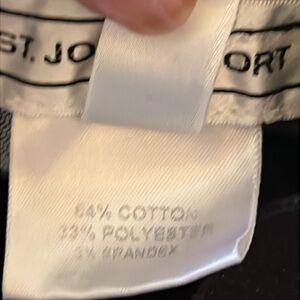 ST. JO ORT
64% COTTON
33% POLYESTER
3% SPANDEX